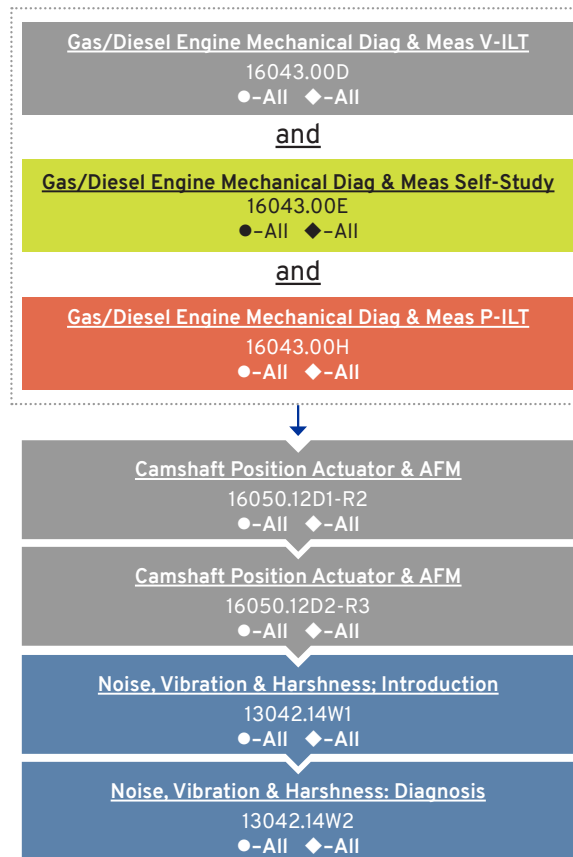 Gas/Diesel Engine Mechanical Diag & Meas V-ILT
16043.00D
●–All ◆–All
and
Gas/Diesel Engine Mechanical Diag & Meas Self-Study
16043.00E
●–All ◆–All
and
Gas/Diesel Engine Mechanical Diag & Meas P-ILT
16043.00H
●–All ◆–All
Camshaft Position Actuator & AFM
16050.12D1-R2
●–All ◆–All
Camshaft Position Actuator & AFM
16050.12D2-R3
●–All ◆–All
Noise, Vibration & Harshness; Introduction
13042.14W1
●–All ◆–All
Noise, Vibration & Harshness: Diagnosis
13042.14W2
●–All ◆–All